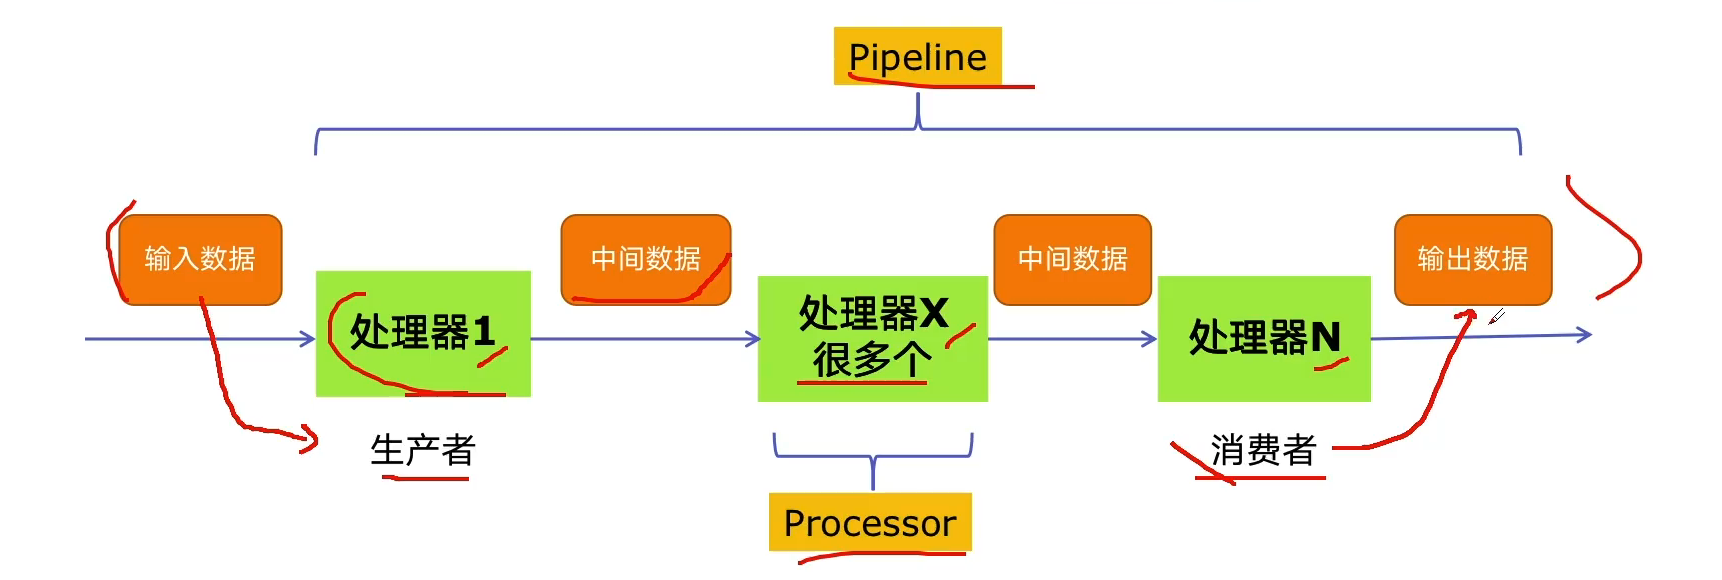 Pipeline
输入数据
中间数据
中间数据
输出数据
处理器1
处理器X
很多个
处理器N
生产者
消费者
Processor